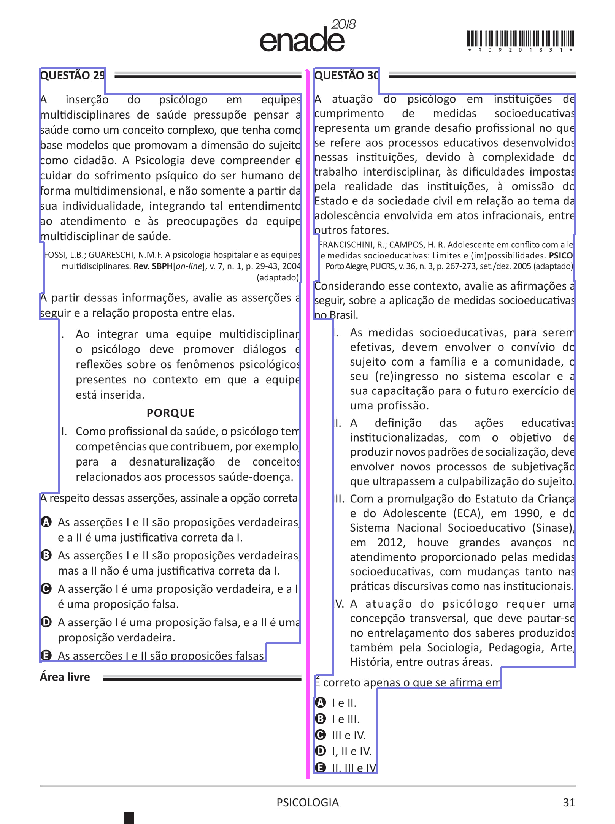 enade2018
*R0920183 1*
QUESTÃO 29
A inserção do psicólogo em equipes
multidisciplinares de saúde pressupõe pensar a
saúde como um conceito complexo, que tenha como
base modelos que promovam a dimensão do sujeito
como cidadão. A Psicologia deve compreender e
cuidar do sofrimento psíquico do ser humano de
forma multidimensional, e não somente a partir da
sua individualidade, integrando tal entendimento
ao atendimento e às preocupações da equipe
multidisciplinar de saúde.
FOSSI, L.B.; GUARESCHI, N.M.F. A psicologia hospitalar e as equipes
multidisciplinares. Rev. SBPH[on-line], v. 7, n. 1, p. 29-43, 2004
(adaptado)
A partir dessas informações, avalie as asserções a
seguir e a relação proposta entre elas.
I. Ao integrar uma equipe multidisciplinar
o psicólogo deve promover diálogos e
reflexões sobre os fenômenos psicológicos
presentes no contexto em que a equipe
está inserida.
PORQUE
I. Como profissional da saúde, o psicólogo tem
competências que contribuem, por exemplo,
para a desnaturalização de conceitos
relacionados aos processos saúde-doença.
A respeito dessas asserções, assinale a opção correta
A As asserções I e II são proposições verdadeiras,
e a II é uma justificativa correta da I.
B As asserções I e II são proposições verdadeiras,
mas a II não é uma justificativa correta da I.
C A asserção I é uma proposição verdadeira, e a I
é uma proposição falsa.
D A asserção I é uma proposição falsa, e a II é uma
proposição verdadeira.
E As asserções I e II são proposições falsas
Área livre
QUESTÃO 30
A atuação do psicólogo em instituições de
cumprimento de medidas socioeducativas
representa um grande desafio profissional no que
se refere aos processos educativos desenvolvidos
nessas instituições, devido à complexidade do
trabalho interdisciplinar, às dificuldades impostas
pela realidade das instituições, à omissão do
Estado e da sociedade civil em relação ao tema da
adolescência envolvida em atos infracionais, entre
outros fatores.
FRANCISCHINI, R., CAMPOS, H. R. Adolescente em conflito com a le
e medidas socioeducativas: Limites e (im)possibilidades. PSICO
Porto Alegre, PUCRS, v. 36, n. 3, p. 267-273, set./dez. 2005 (adaptado)
Considerando esse contexto, avalie as afirmações a
seguir, sobre a aplicação de medidas socioeducativas
no Brasil.
. As medidas socioeducativas, para serem
efetivas, devem envolver o convívio do
sujeito com a família e a comunidade, o
seu (re)ingresso no sistema escolar e a
sua capacitação para o futuro exercício de
uma profissão.
I. A definição das ações educativas
institucionalizadas, com o objetivo de
produzir novos padrões de socialização, deve
envolver novos processos de subjetivação
que ultrapassem a culpabilização do sujeito.
II. Com a promulgação do Estatuto da Criança
e do Adolescente (ECA), em 1990, e do
Sistema Nacional Socioeducativo (Sinase),
em 2012, houve grandes avanços no
atendimento proporcionado pelas medidas
socioeducativas, com mudanças tanto nas
práticas discursivas como nas institucionais.
V. A atuação do psicólogo requer uma
concepção transversal, que deve pautar-se
no entrelaçamento dos saberes produzidos
também pela Sociologia, Pedagogia, Arte,
História, entre outras áreas.
É correto apenas o que se afirma em
A I e II.
B I e III.
C III e IV.
D I, II e IV.
E II, III e IV
PSICOLOGIA 31